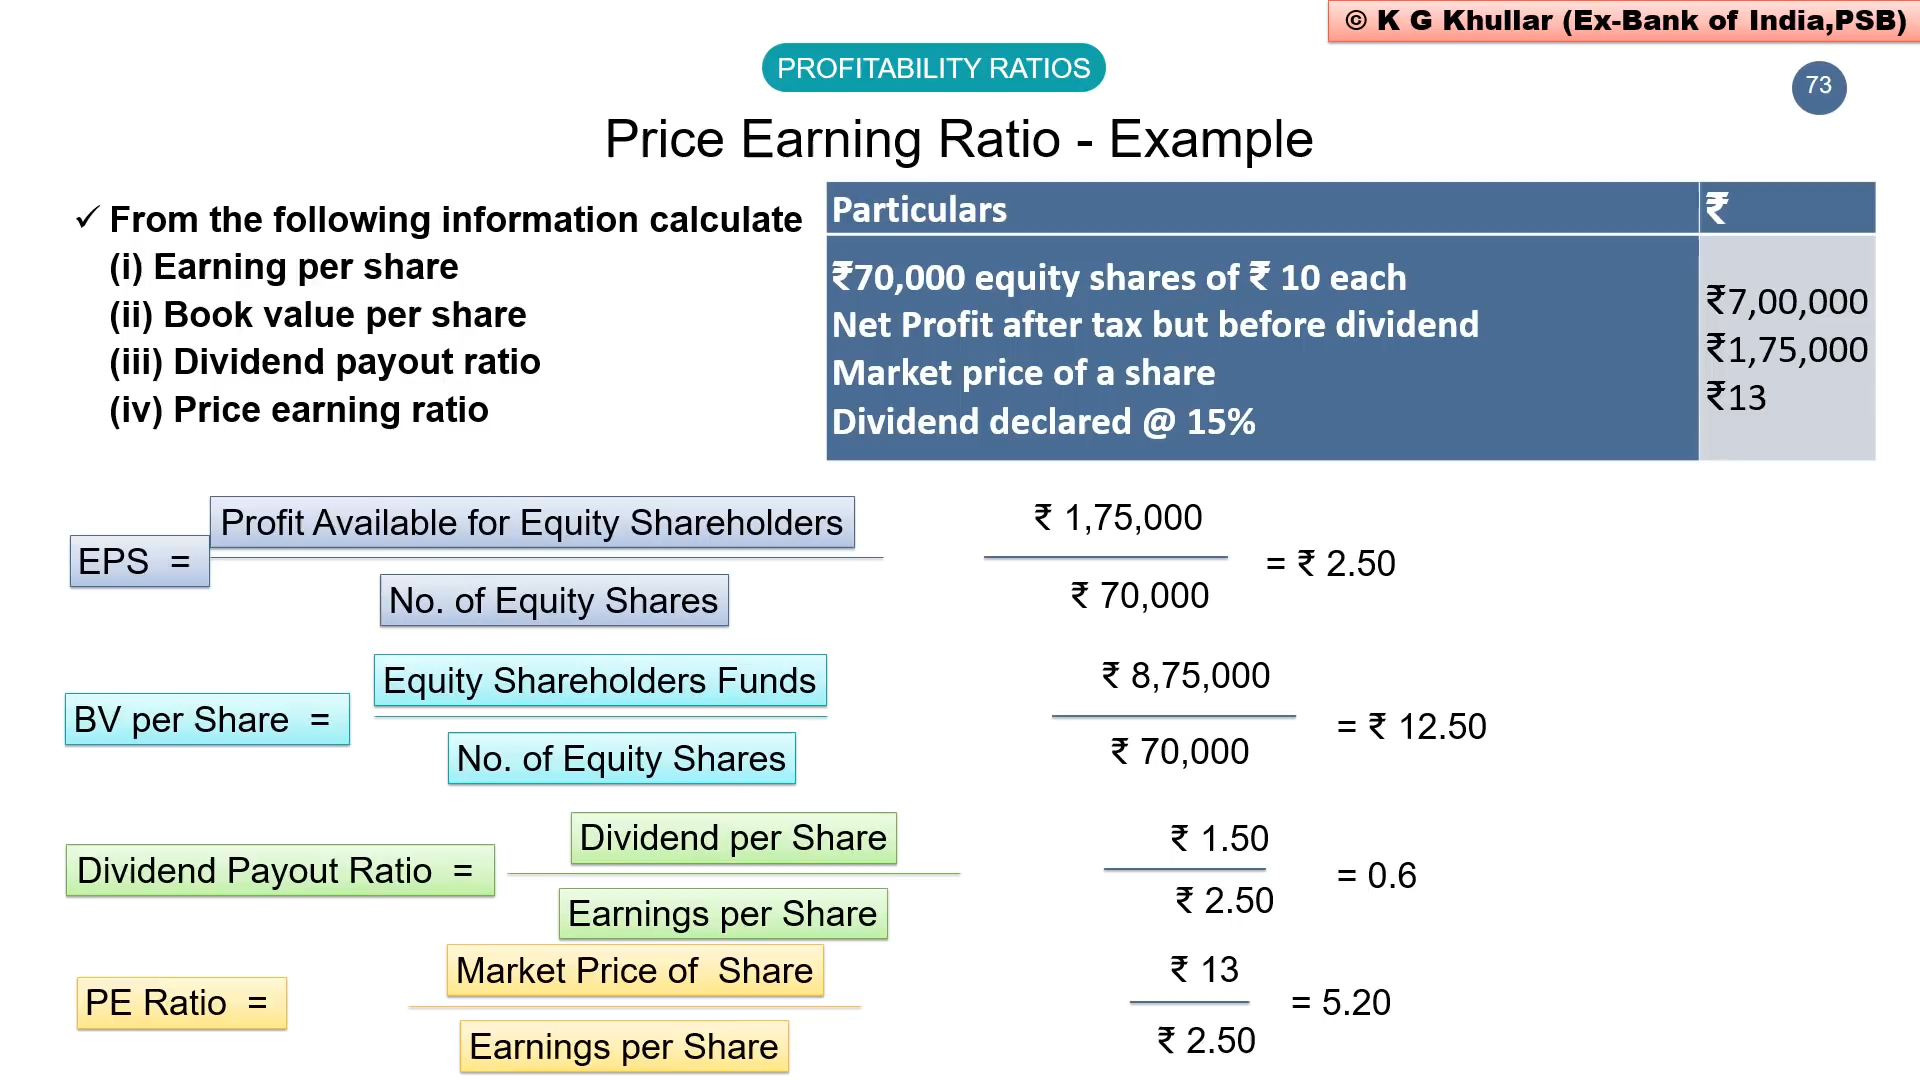 © K G Khullar (Ex-Bank of India,PSB)
PROFITABILITY RATIOS
73
Price Earning Ratio - Example
✓ From the following information calculate
(i) Earning per share
(ii) Book value per share
(iii) Dividend payout ratio
(iv) Price earning ratio
Particulars ₹
₹70,000 equity shares of ₹ 10 each
Net Profit after tax but before dividend
Market price of a share
Dividend declared @ 15%
₹7,00,000
₹1,75,000
₹13
Profit Available for Equity Shareholders ₹ 1,75,000
EPS = = ₹ 2.50
No. of Equity Shares ₹ 70,000
Equity Shareholders Funds ₹ 8,75,000
BV per Share = = ₹ 12.50
No. of Equity Shares ₹ 70,000
Dividend per Share ₹ 1.50
Dividend Payout Ratio = = 0.6
Earnings per Share ₹ 2.50
Market Price of Share ₹ 13
PE Ratio = = 5.20
Earnings per Share ₹ 2.50